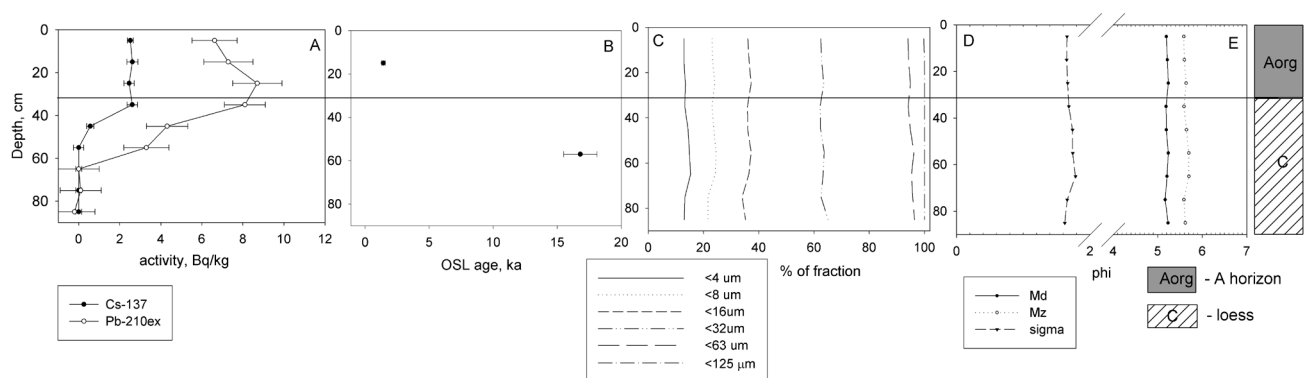 A
0
20
40
60
80
Depth, cm
0 2 4 6 8 10 12
activity, Bq/kg
Cs-137
Pb-210ex
B
0
20
40
60
80
0 5 10 15 20
OSL age, ka
C
0
20
40
60
80
0 20 40 60 80 100
% of fraction
<4 um
<8 um
<16um
<32um
<63 um
<125 μm
D E
0
20
40
60
80
0 2 5 6 7
phi
Md
Mz
sigma
Aorg
C
Aorg - A horizon
C - loess